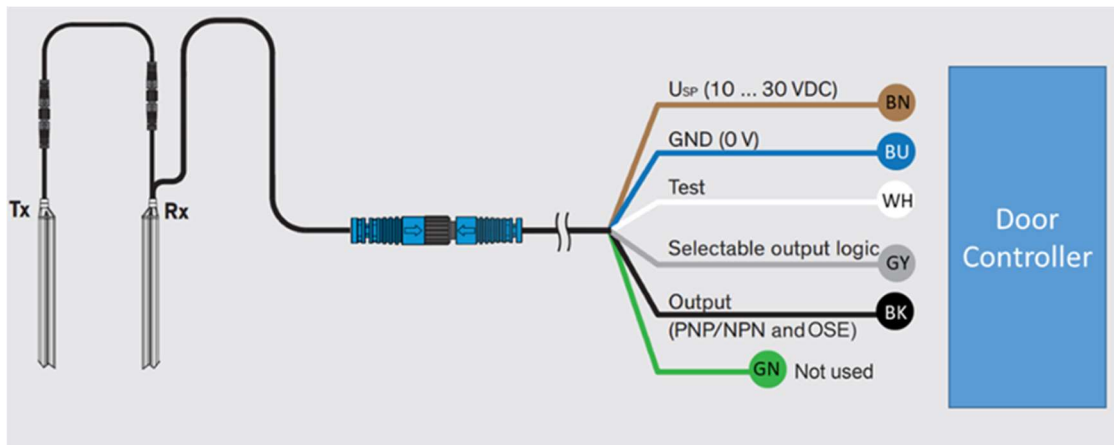 Tx
Rx
USP (10 ... 30 VDC)
BN
GND (0 V)
BU
Test
WH
Selectable output logic
GY
Output
(PNP/NPN and OSE)
BK
GN
Not used
Door
Controller